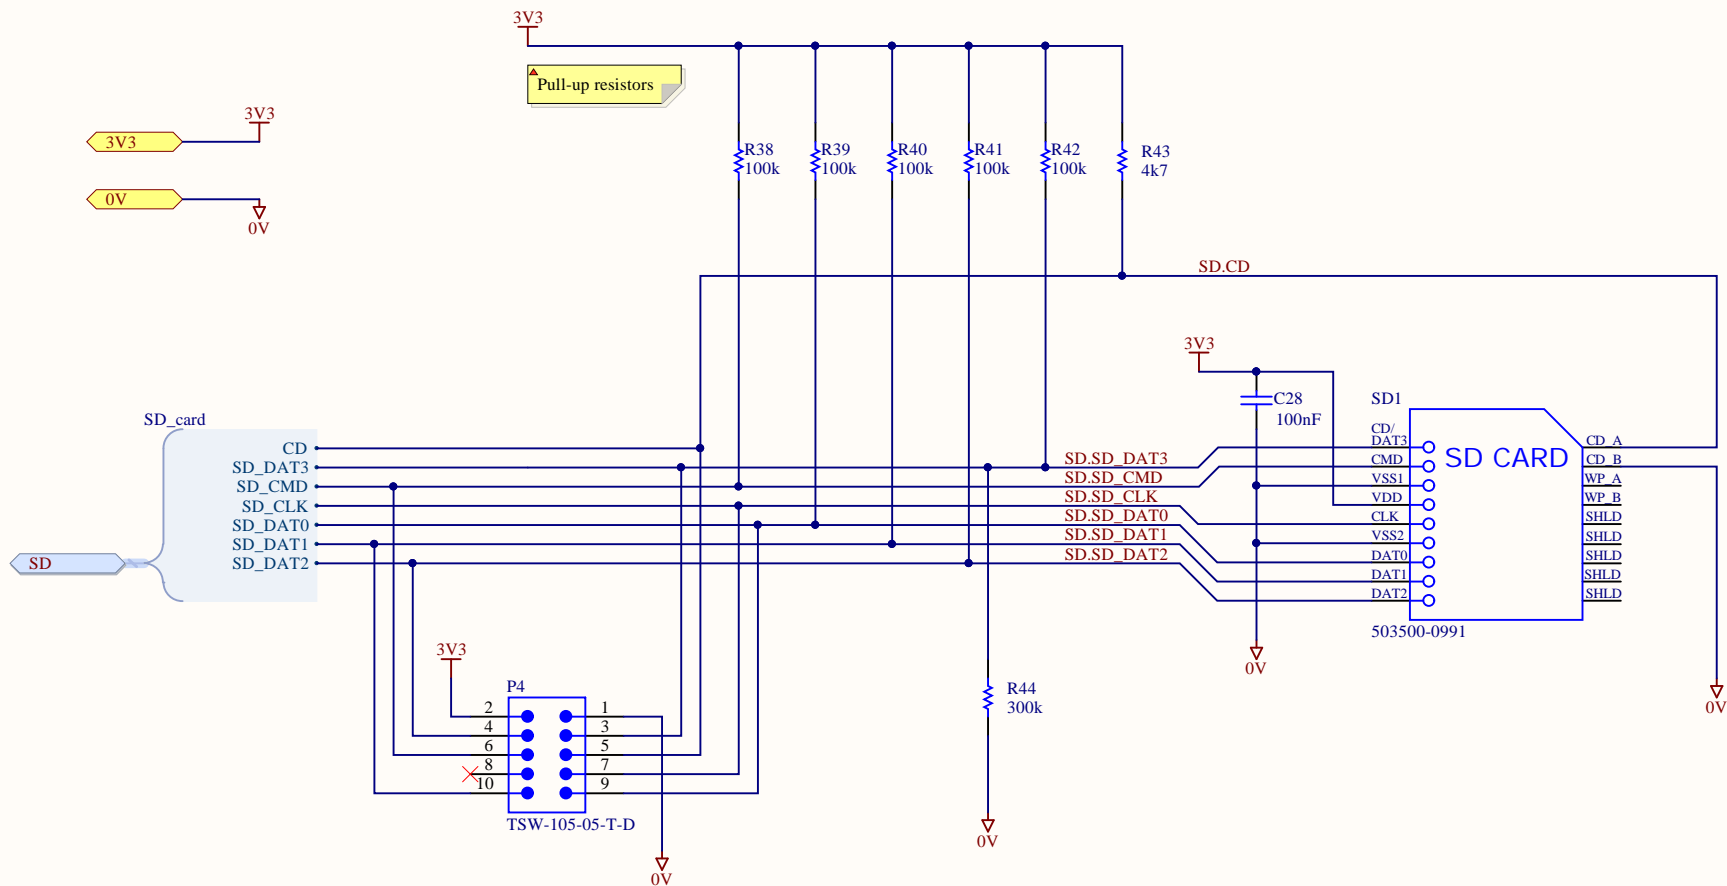 3V3
Pull-up resistors
3V3
3V3
0V
0V
R38
100k
R39
100k
R40
100k
R41
100k
R42
100k
R43
4k7
SD.CD
3V3
C28
100nF
SD_card
CD
SD_DAT3
SD_CMD
SD_CLK
SD_DAT0
SD_DAT1
SD_DAT2
SD
SD.SD_DAT3
SD.SD_CMD
SD.SD_CLK
SD.SD_DAT0
SD.SD_DAT1
SD.SD_DAT2
SD1
CD/
DAT3
CMD
VSS1
VDD
CLK
VSS2
DAT0
DAT1
DAT2
SD CARD
CD_A
CD_B
WP_A
WP_B
SHLD
SHLD
SHLD
SHLD
SHLD
503500-0991
0V
0V
3V3
P4
2 1
4 3
6 5
8 7
10 9
TSW-105-05-T-D
0V
R44
300k
0V